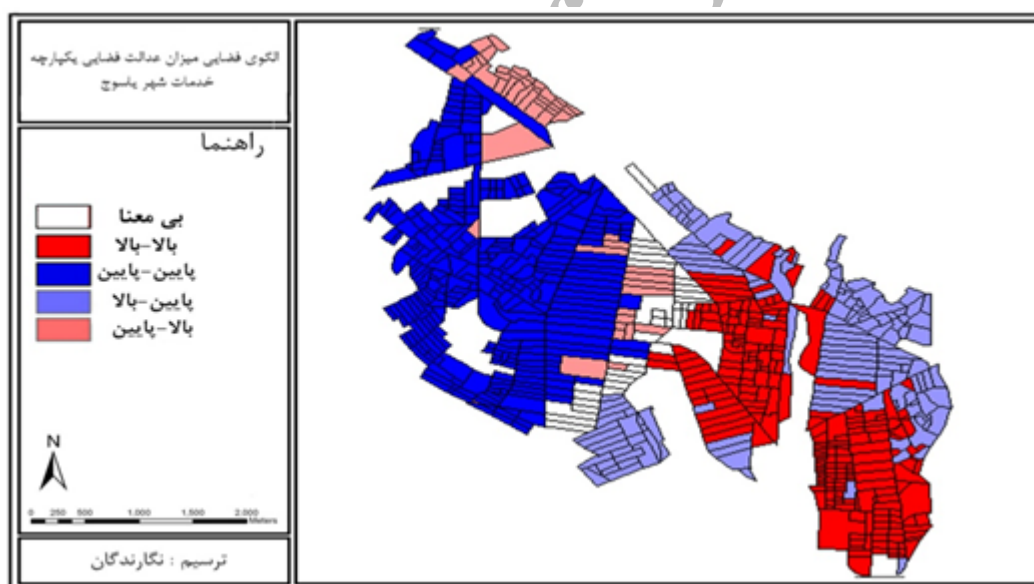 الگوی فضایی میزان عدالت فضایی یکپارچه
خدمات شهر یاسوج
راهنما
بی معنا
بالا-بالا
پایین-پایین
پایین-بالا
بالا-پایین
N
0 250 500 1.000 1.500 2.000
Meters
ترسیم : نگارندگان